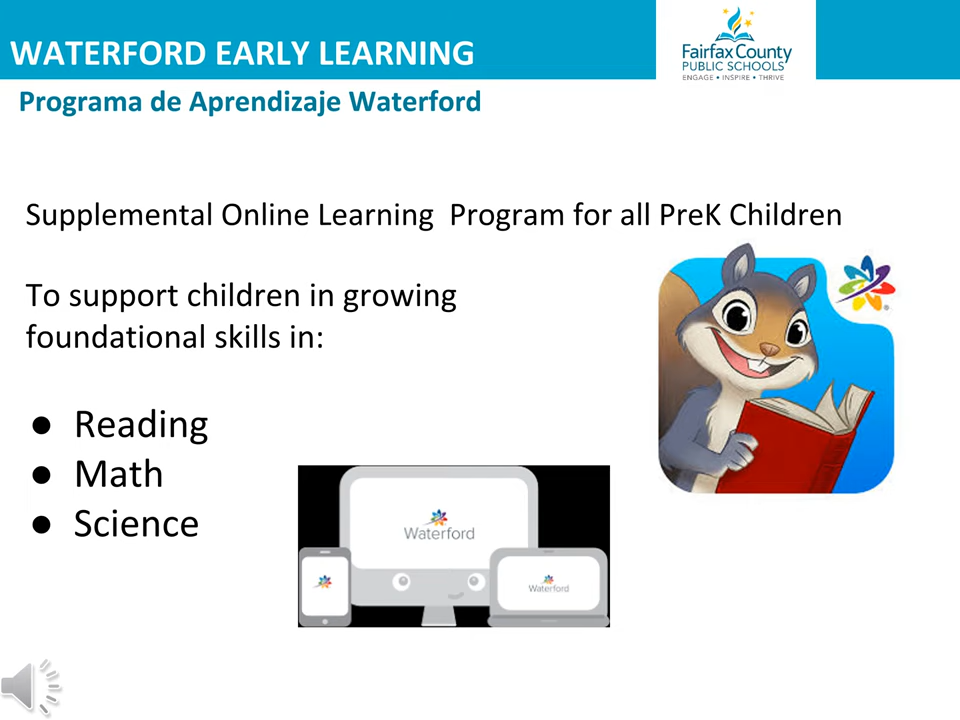 WATERFORD EARLY LEARNING
Fairfax County
PUBLIC SCHOOLS
ENGAGE • INSPIRE • THRIVE
Programa de Aprendizaje Waterford
Supplemental Online Learning  Program for all PreK Children
To support children in growing
foundational skills in:
● Reading
● Math
● Science
Waterford
Waterford